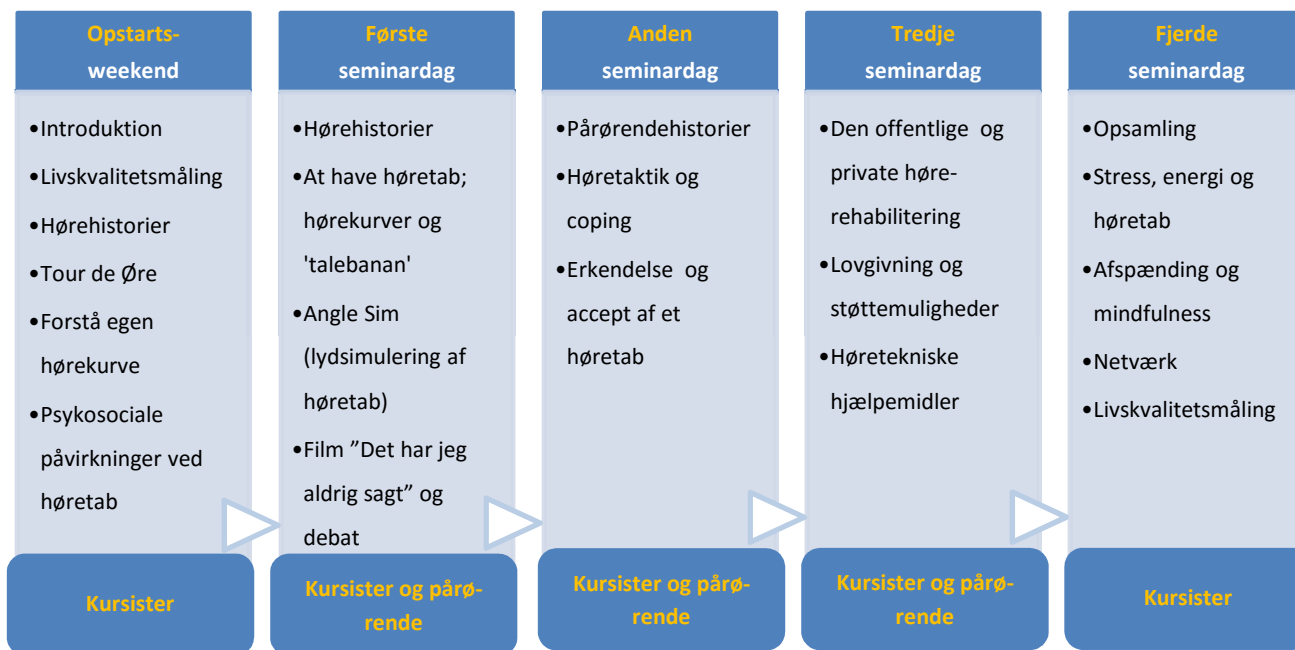 Opstarts-
weekend
•Introduktion
•Livskvalitetsmåling
•Hørehistorier
•Tour de Øre
•Forstå egen
hørekurve
•Psykosociale
påvirkninger ved
høretab
Kursister
Første
seminardag
•Hørehistorier
•At have høretab;
hørekurver og
'talebanan'
•Angle Sim
(lydsimulering af
høretab)
•Film ”Det har jeg
aldrig sagt” og
debat
Kursister og pårø-
rende
Anden
seminardag
•Pårørendehistorier
•Høretaktik og
coping
•Erkendelse og
accept af et
høretab
Kursister og pårø-
rende
Tredje
seminardag
•Den offentlige og
private høre-
rehabilitering
•Lovgivning og
støttemuligheder
•Høretekniske
hjælpemidler
Kursister og pårø-
rende
Fjerde
seminardag
•Opsamling
•Stress, energi og
høretab
•Afspænding og
mindfulness
•Netværk
•Livskvalitetsmåling
Kursister